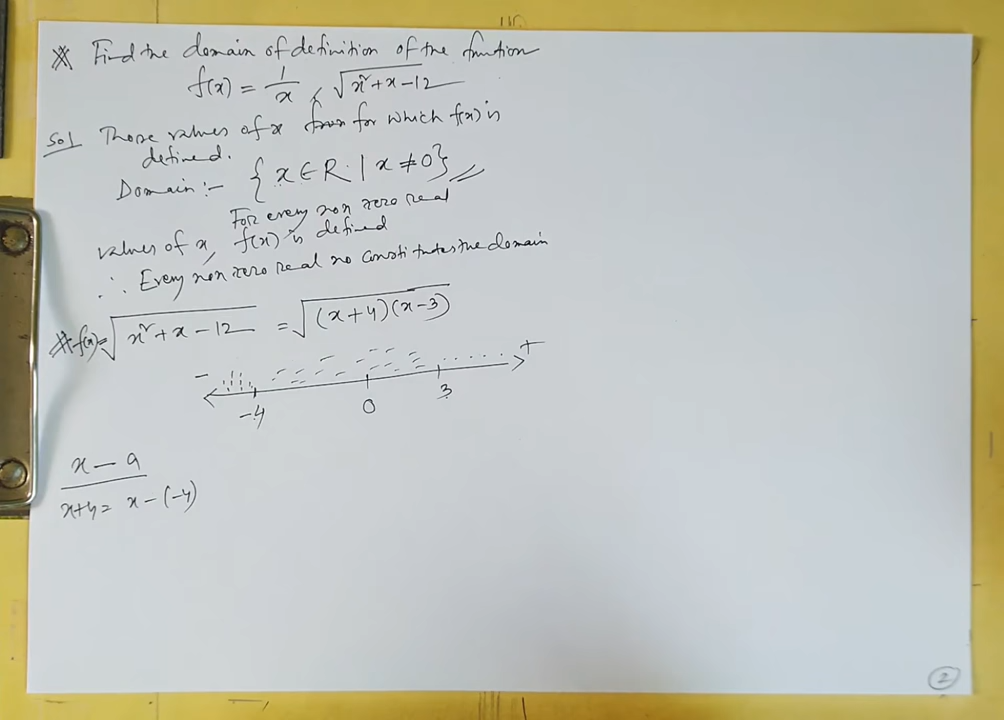 * Find the domain of definition of the function
f(x) = 1/x , √(x²+x-12)
Sol Those values of x for which f(x) is
defined.
Domain :- {x ∈ R | x ≠ 0}
For every non zero real
values of x, f(x) is defined
∴ Every non zero real no constitutes the domain
* f(x) = √(x²+x-12) = √((x+4)(x-3))
- +
-4 0 3
x-a
x+4 = x-(-4)
2